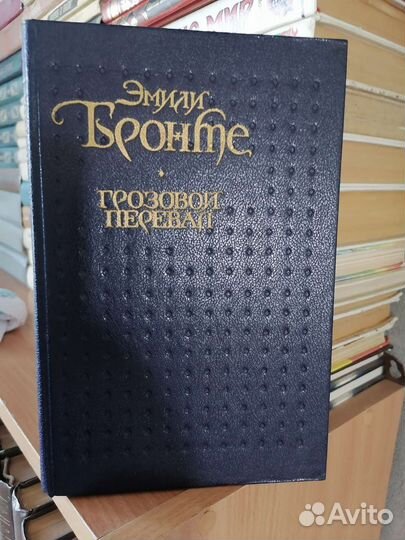 Эмили
Бронте
Грозовой
перевал
Avito